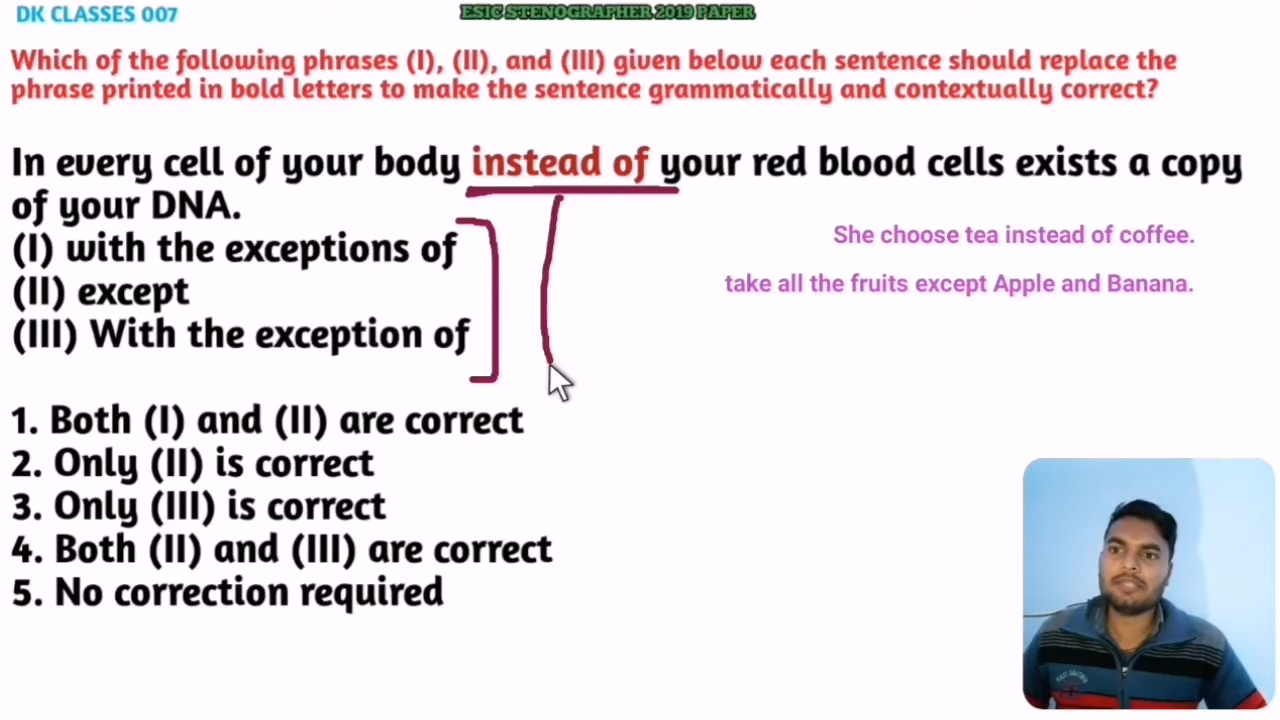 DK CLASSES 007
ESIC STENOGRAPHER 2019 PAPER
Which of the following phrases (I), (II), and (III) given below each sentence should replace the
phrase printed in bold letters to make the sentence grammatically and contextually correct?
In every cell of your body instead of your red blood cells exists a copy
of your DNA.
She choose tea instead of coffee.
(I) with the exceptions of
take all the fruits except Apple and Banana.
(II) except
(III) With the exception of
1. Both (I) and (II) are correct
2. Only (II) is correct
3. Only (III) is correct
4. Both (II) and (III) are correct
5. No correction required